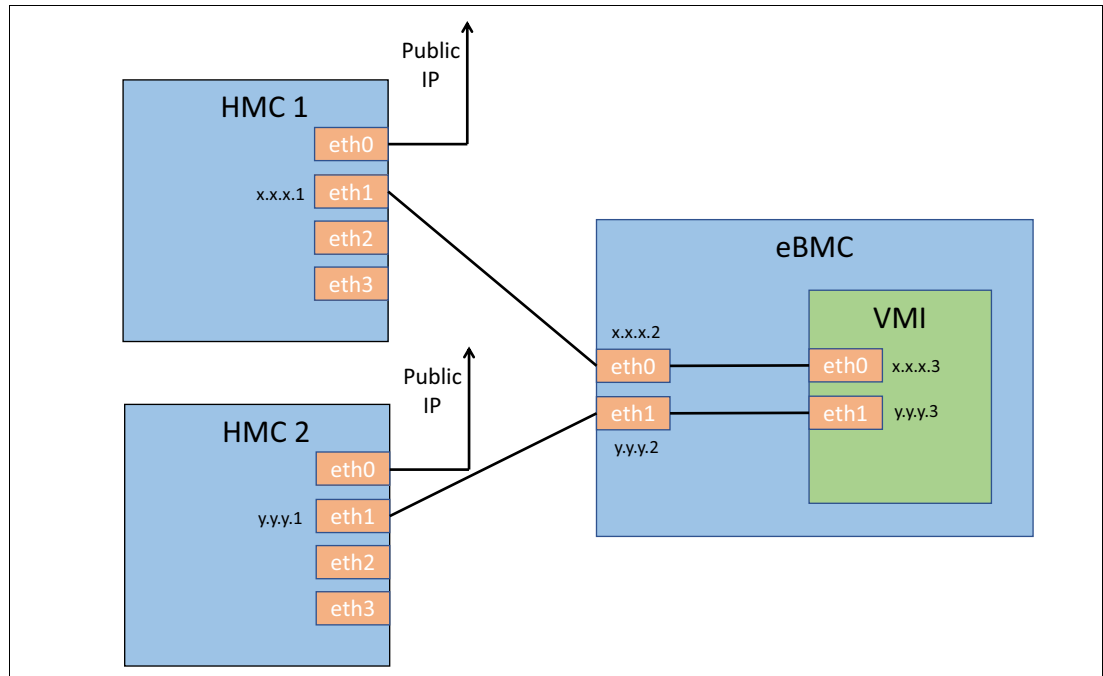 Public
IP
HMC 1
eth0
x.x.x.1
eth1
eth2
eth3
Public
IP
HMC 2
eth0
y.y.y.1
eth1
eth2
eth3
eBMC
VMI
x.x.x.2
eth0
eth0
x.x.x.3
eth1
eth1
y.y.y.3
y.y.y.2